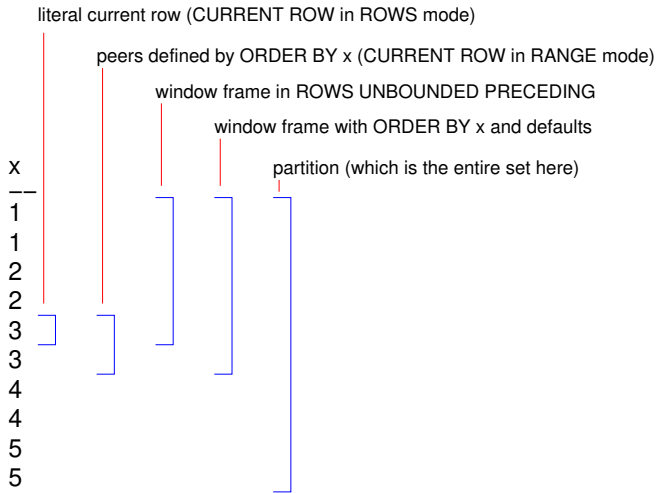 literal current row (CURRENT ROW in ROWS mode)
peers defined by ORDER BY x (CURRENT ROW in RANGE mode)
window frame in ROWS UNBOUNDED PRECEDING
window frame with ORDER BY x and defaults
partition (which is the entire set here)
x
--
1
1
2
2
3
3
4
4
5
5